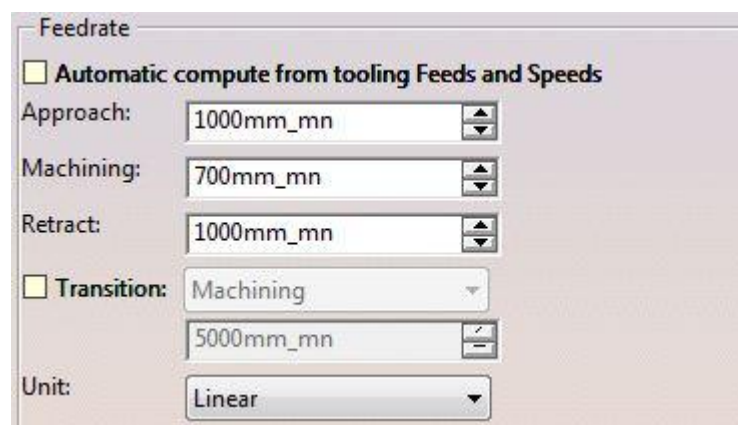 Feedrate
Automatic compute from tooling Feeds and Speeds
Approach: 1000mm_mn
Machining: 700mm_mn
Retract: 1000mm_mn
Transition: Machining
5000mm_mn
Unit: Linear